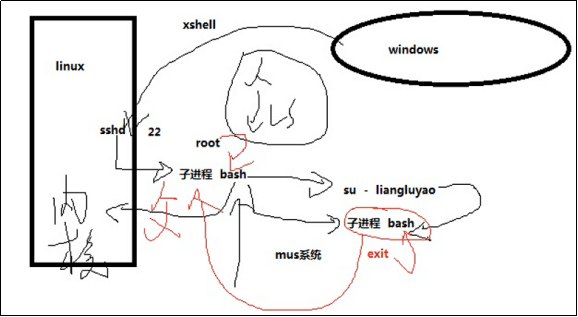 xshell
windows
linux
人
LS
sshd 22
root
子进程 bash
父
su - liangluyao
内核
子进程 bash
mus系统
exit